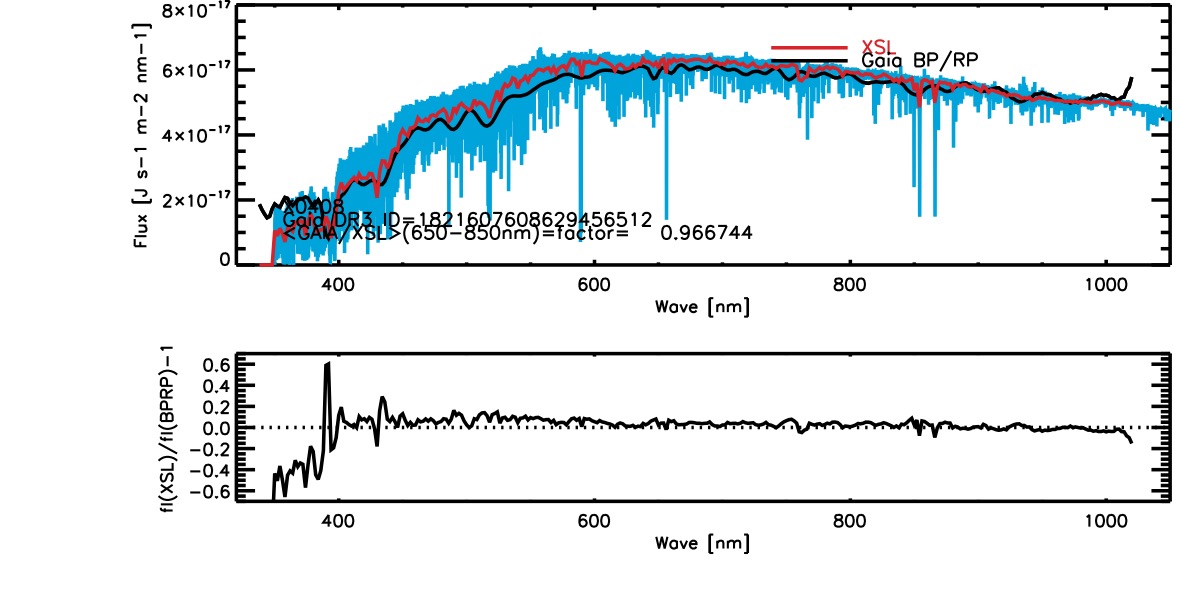 8×10⁻¹⁷
6×10⁻¹⁷
4×10⁻¹⁷
2×10⁻¹⁷
0
Flux [J s−1 m−2 nm−1]
XSL
Gaia BP/RP
X0408
Gaia DR3 ID=1821607608629456512
<GAIA/XSL>(650−850nm)=factor= 0.966744
400 600 800 1000
Wave [nm]
0.6
0.4
0.2
0.0
−0.2
−0.4
−0.6
fl(XSL)/fl(BPRP)−1
400 600 800 1000
Wave [nm]